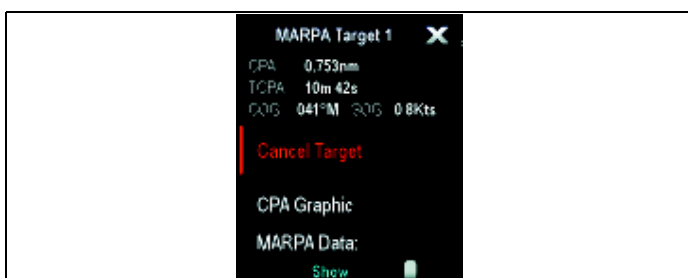 MARPA Target 1 X
CPA 0,753nm
TCPA 10m 42s
COG 041°M SOG 0.8Kts
Cancel Target
CPA Graphic
MARPA Data:
Show